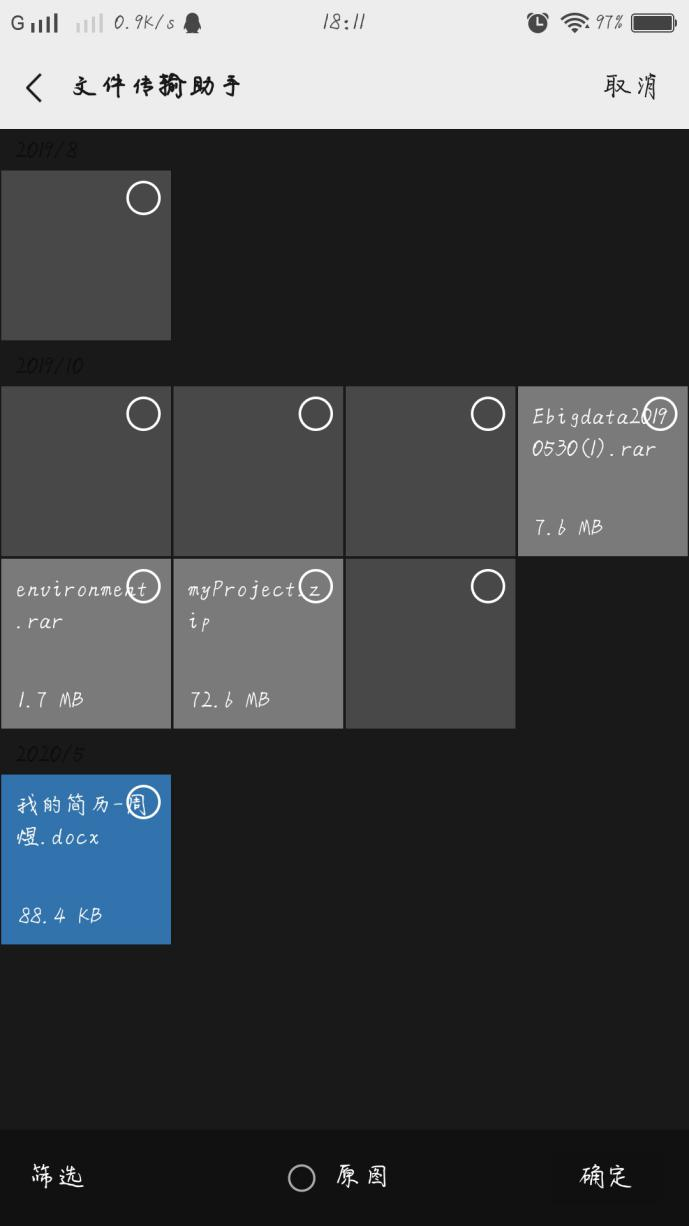 G 0.9K/s 18:11 97%
文件传输助手 取消
2019/8
2019/10
Ebigdata2019
0530(1).rar
7.6 MB
environment
.rar
1.7 MB
myProject.z
ip
72.6 MB
2020/5
我的简历-周
煜.docx
88.4 KB
筛选 原图 确定